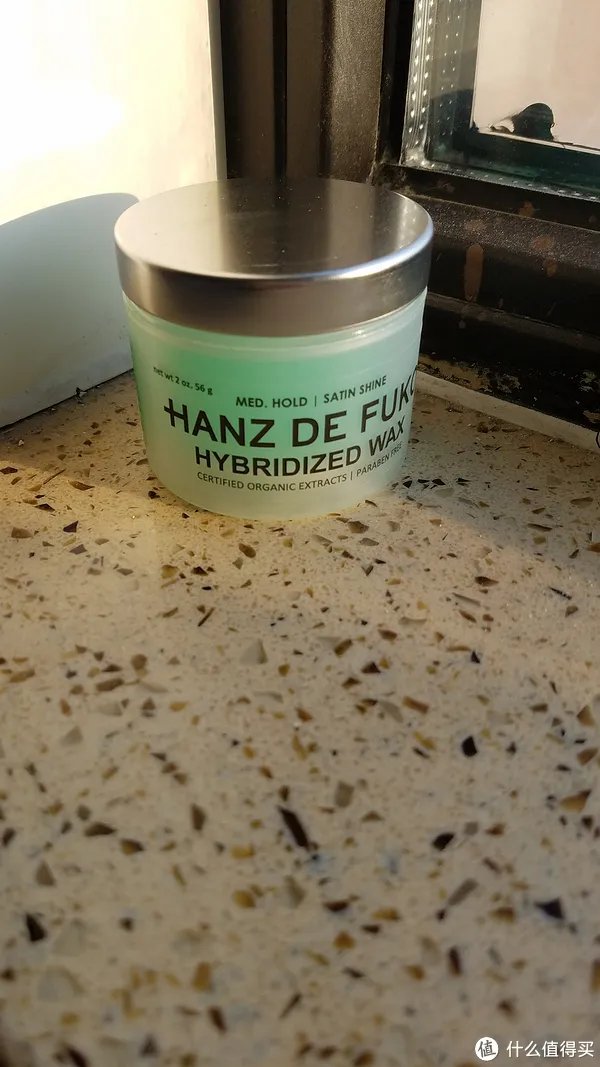 net wt 2 oz. 56 g
MED. HOLD | SATIN SHINE
HANZ DE FUKO
HYBRIDIZED WAX
CERTIFIED ORGANIC EXTRACTS | PARABEN FREE
值 什么值得买